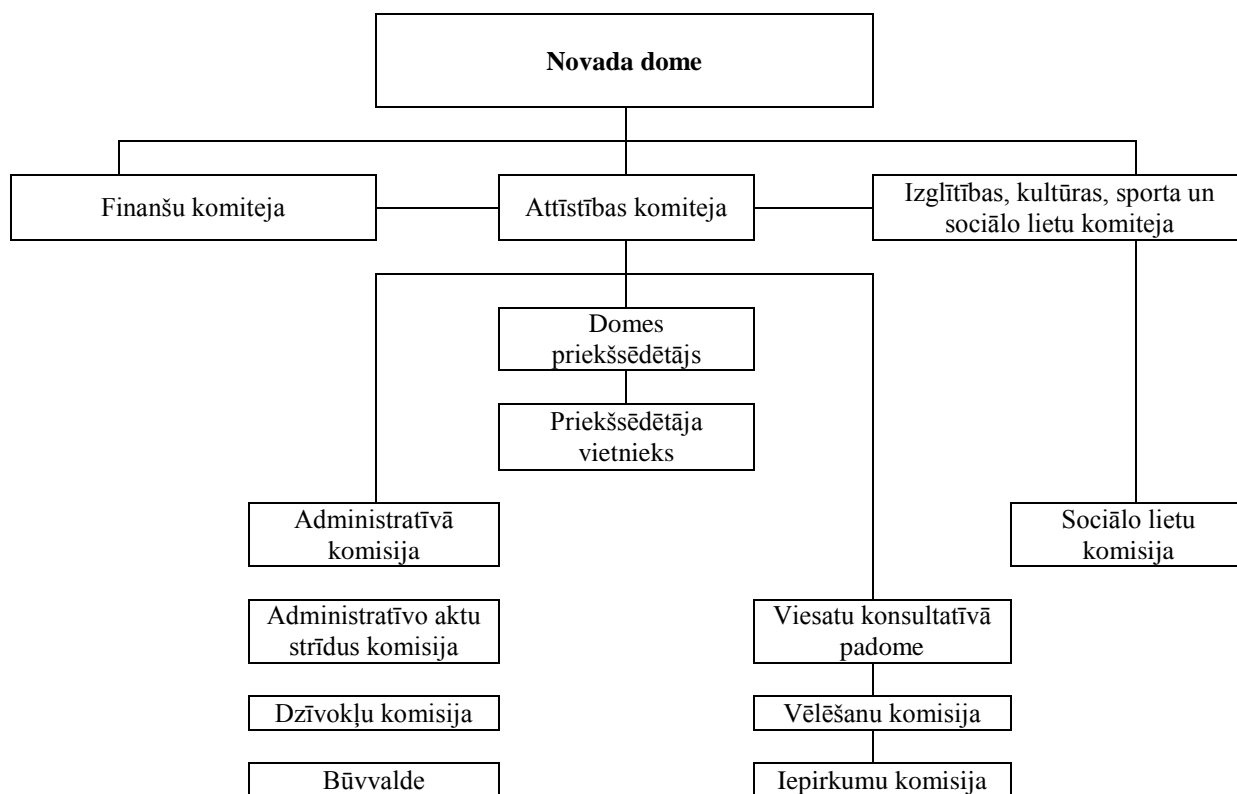 Novada dome
Finanšu komiteja
Attīstības komiteja
Izglītības, kultūras, sporta un
sociālo lietu komiteja
Domes
priekšsēdētājs
Priekšsēdētāja
vietnieks
Administratīvā
komisija
Sociālo lietu
komisija
Administratīvo aktu
strīdus komisija
Viesatu konsultatīvā
padome
Dzīvokļu komisija
Vēlēšanu komisija
Būvvalde
Iepirkumu komisija